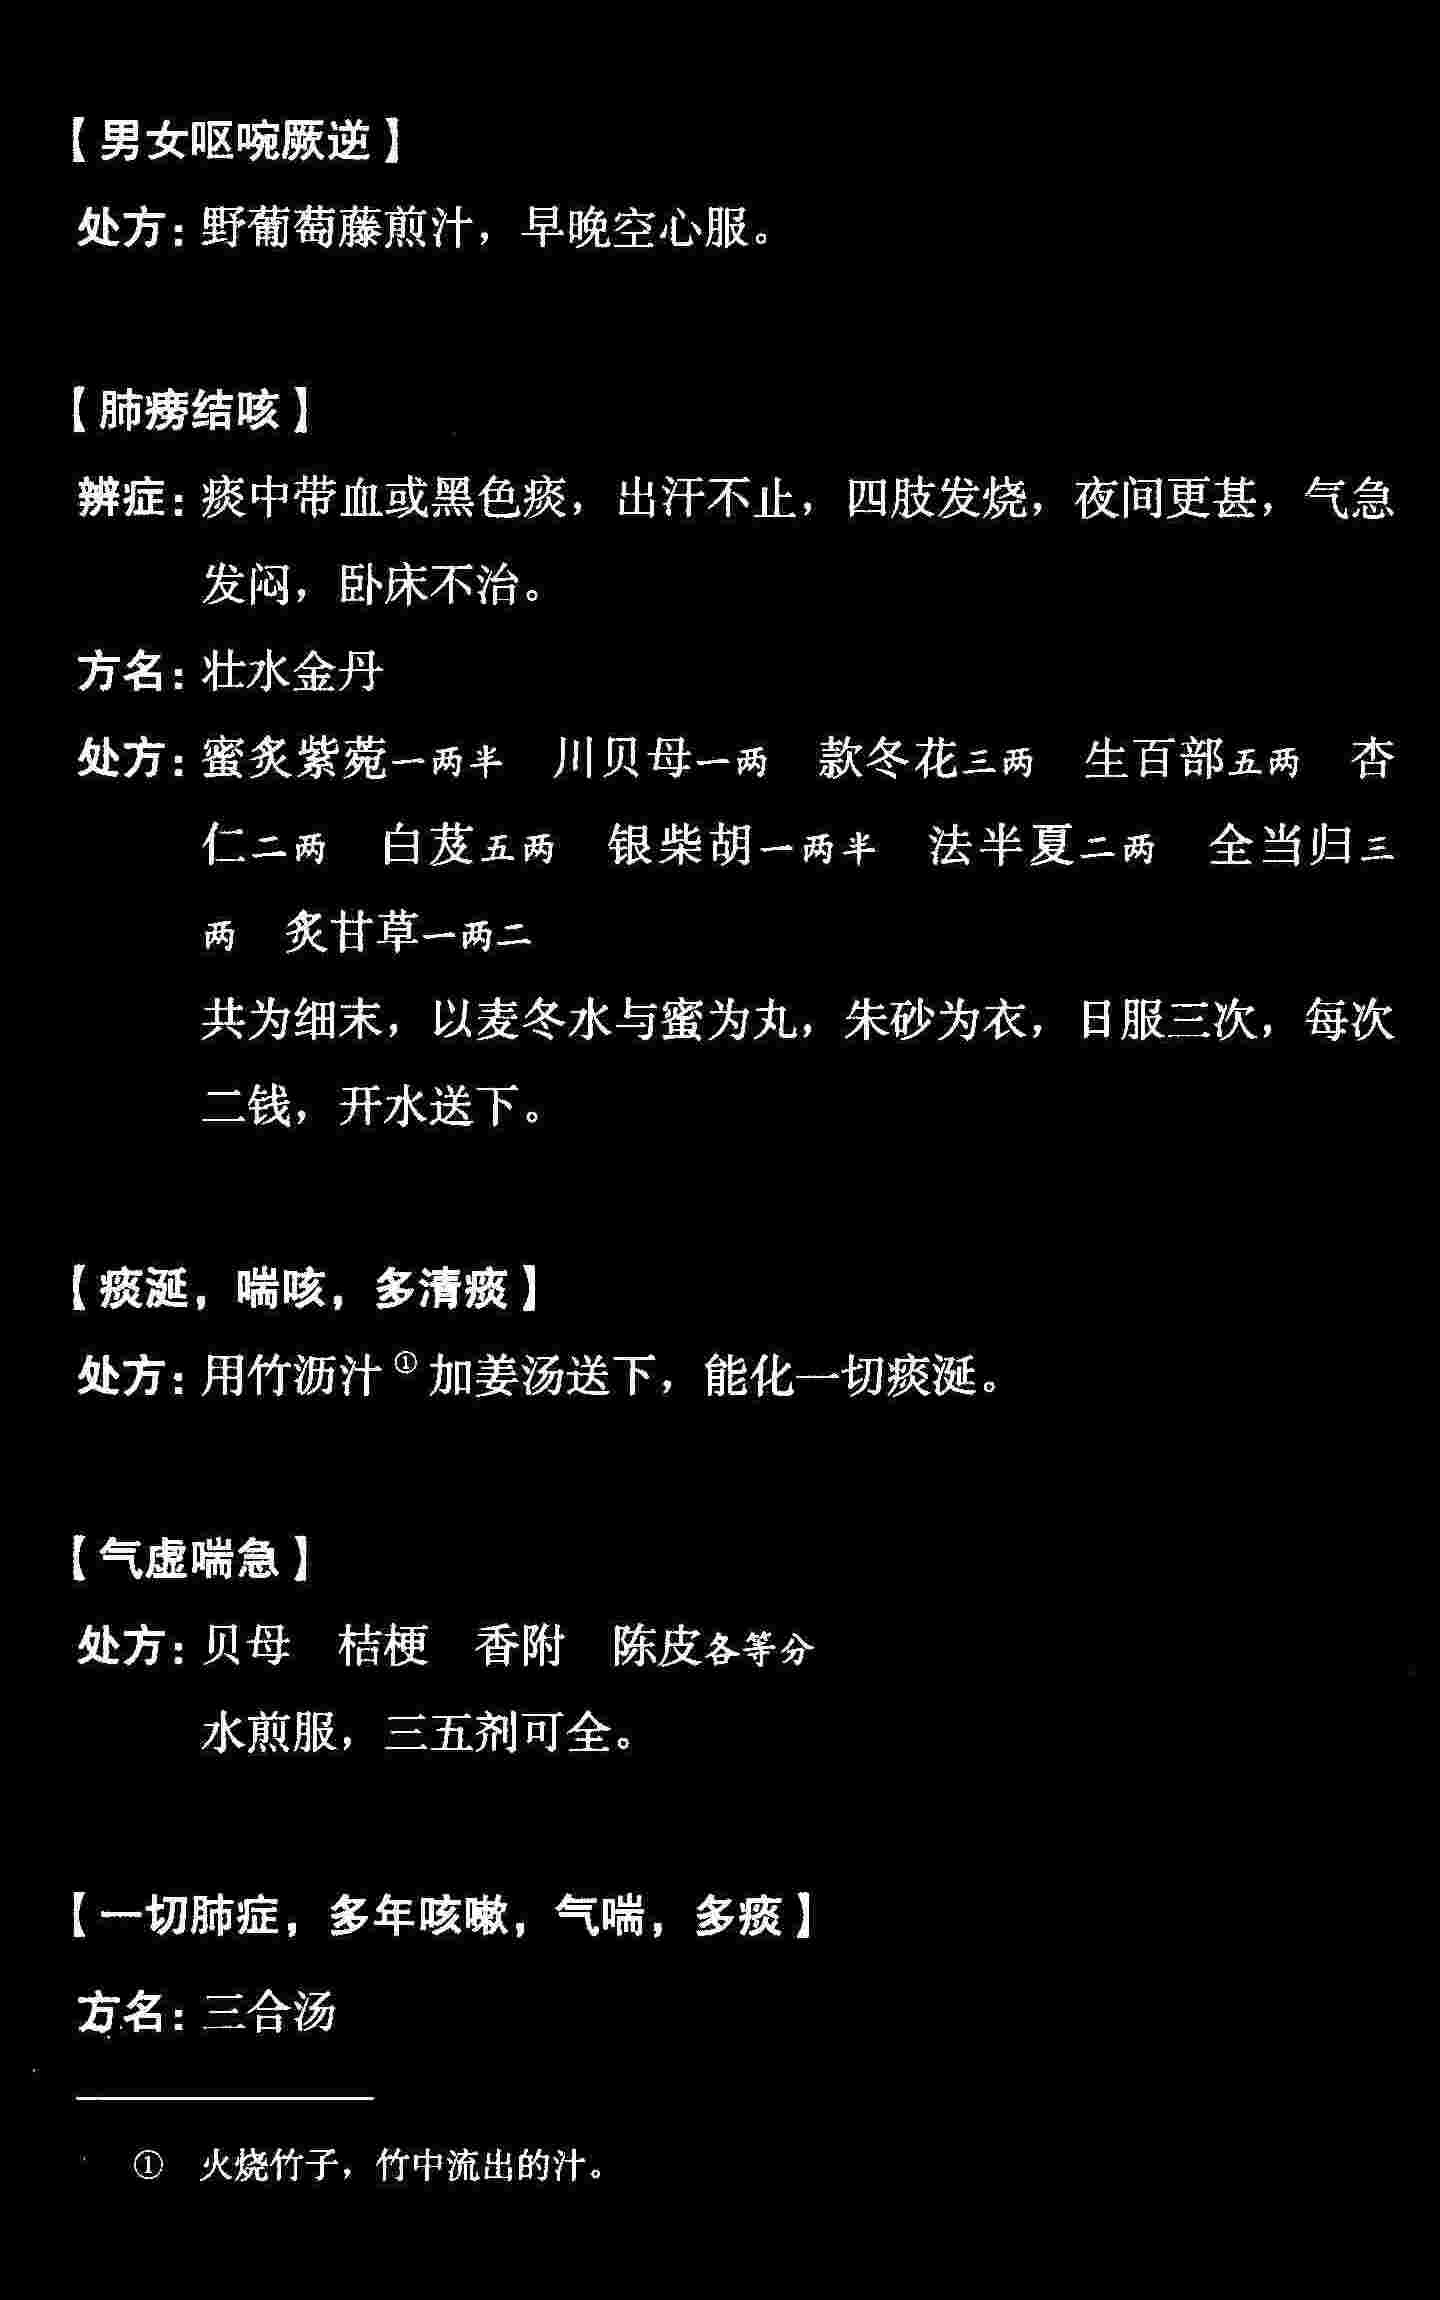 【男女呕啘厥逆】
处方：野葡萄藤煎汁，早晚空心服。
【肺痨结咳】
辨症：痰中带血或黑色痰，出汗不止，四肢发烧，夜间更甚，气急
发闷，卧床不治。
方名：壮水金丹
处方：蜜炙紫菀一两半　川贝母一两　款冬花三两　生百部五两　杏
仁二两　白芨五两　银柴胡一两半　法半夏二两　全当归三
两　炙甘草一两二
共为细末，以麦冬水与蜜为丸，朱砂为衣，日服三次，每次
二钱，开水送下。
【痰涎，喘咳，多清痰】
处方：用竹沥汁①加姜汤送下，能化一切痰涎。
【气虚喘急】
处方：贝母　桔梗　香附　陈皮各等分
水煎服，三五剂可全。
【一切肺症，多年咳嗽，气喘，多痰】
方名：三合汤
①　火烧竹子，竹中流出的汁。